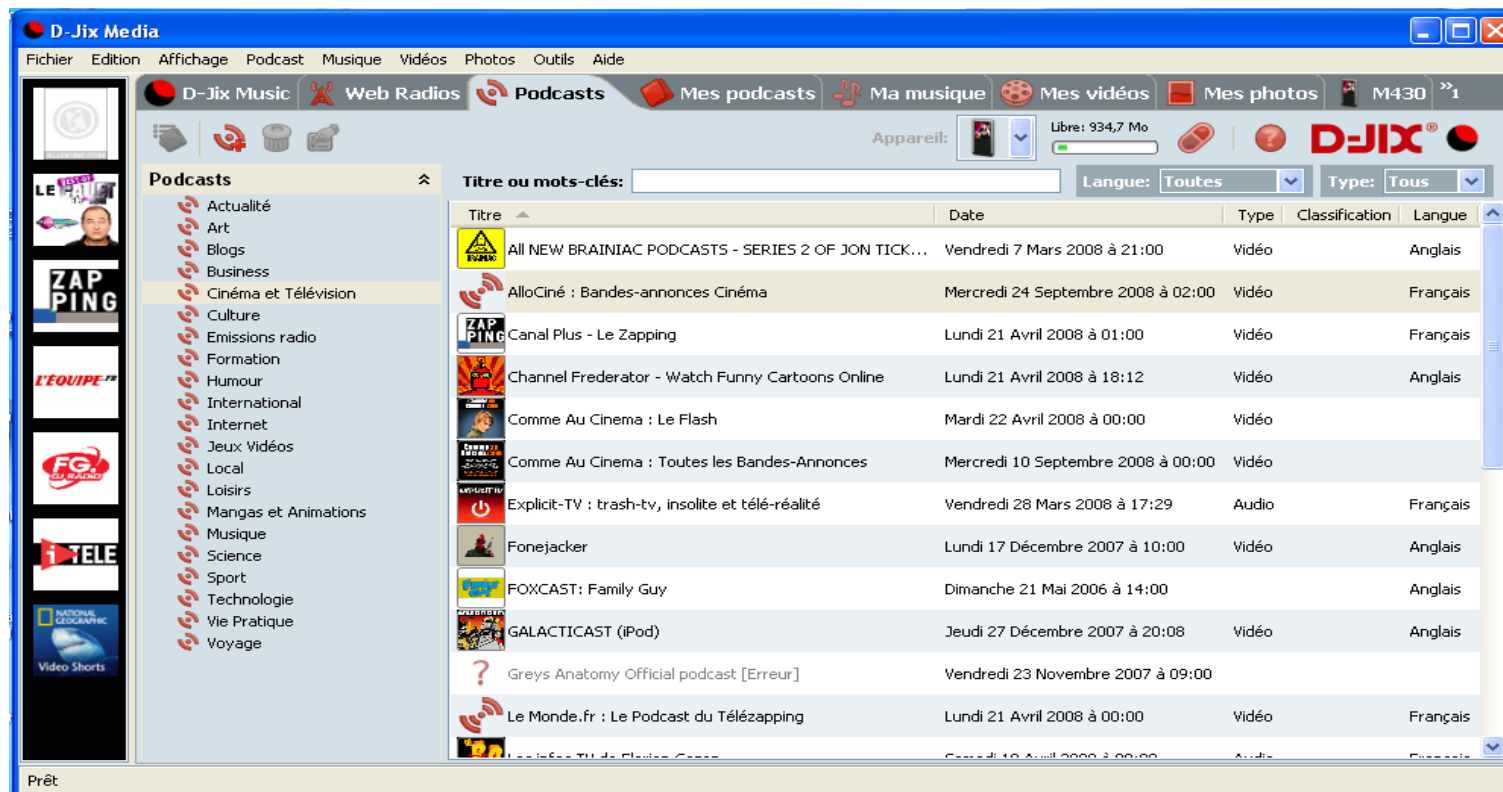 D-Jix Media
Fichier Edition Affichage Podcast Musique Vidéos Photos Outils Aide
D-Jix Music Web Radios Podcasts Mes podcasts Ma musique Mes vidéos Mes photos M430 »1
Appareil: Libre: 934,7 Mo D-JIX®
ALLOCINE.COM
LE BEST OF
ZAPPING
L'ÉQUIPE.FR
FG. DJ RADIO
i>TELE
NATIONAL GEOGRAPHIC
Video Shorts
Podcasts
Actualité
Art
Blogs
Business
Cinéma et Télévision
Culture
Emissions radio
Formation
Humour
International
Internet
Jeux Vidéos
Local
Loisirs
Mangas et Animations
Musique
Science
Sport
Technologie
Vie Pratique
Voyage
Titre ou mots-clés: Langue: Toutes Type: Tous
Titre Date Type Classification Langue
All NEW BRAINIAC PODCASTS - SERIES 2 OF JON TICK... Vendredi 7 Mars 2008 à 21:00 Vidéo Anglais
AlloCiné : Bandes-annonces Cinéma Mercredi 24 Septembre 2008 à 02:00 Vidéo Français
ZAPPING Canal Plus - Le Zapping Lundi 21 Avril 2008 à 01:00 Vidéo Français
Channel Frederator - Watch Funny Cartoons Online Lundi 21 Avril 2008 à 18:12 Vidéo Anglais
Comme Au Cinema : Le Flash Mardi 22 Avril 2008 à 00:00 Vidéo
Comme Au Cinema : Toutes les Bandes-Annonces Mercredi 10 Septembre 2008 à 00:00 Vidéo
Explicit-TV : trash-tv, insolite et télé-réalité Vendredi 28 Mars 2008 à 17:29 Audio Français
Fonejacker Lundi 17 Décembre 2007 à 10:00 Vidéo Anglais
FOXCAST: Family Guy Dimanche 21 Mai 2006 à 14:00 Anglais
GALACTICAST (iPod) Jeudi 27 Décembre 2007 à 20:08 Vidéo Anglais
? Greys Anatomy Official podcast [Erreur] Vendredi 23 Novembre 2007 à 09:00
Le Monde.fr : Le Podcast du Télézapping Lundi 21 Avril 2008 à 00:00 Vidéo Français
Prêt